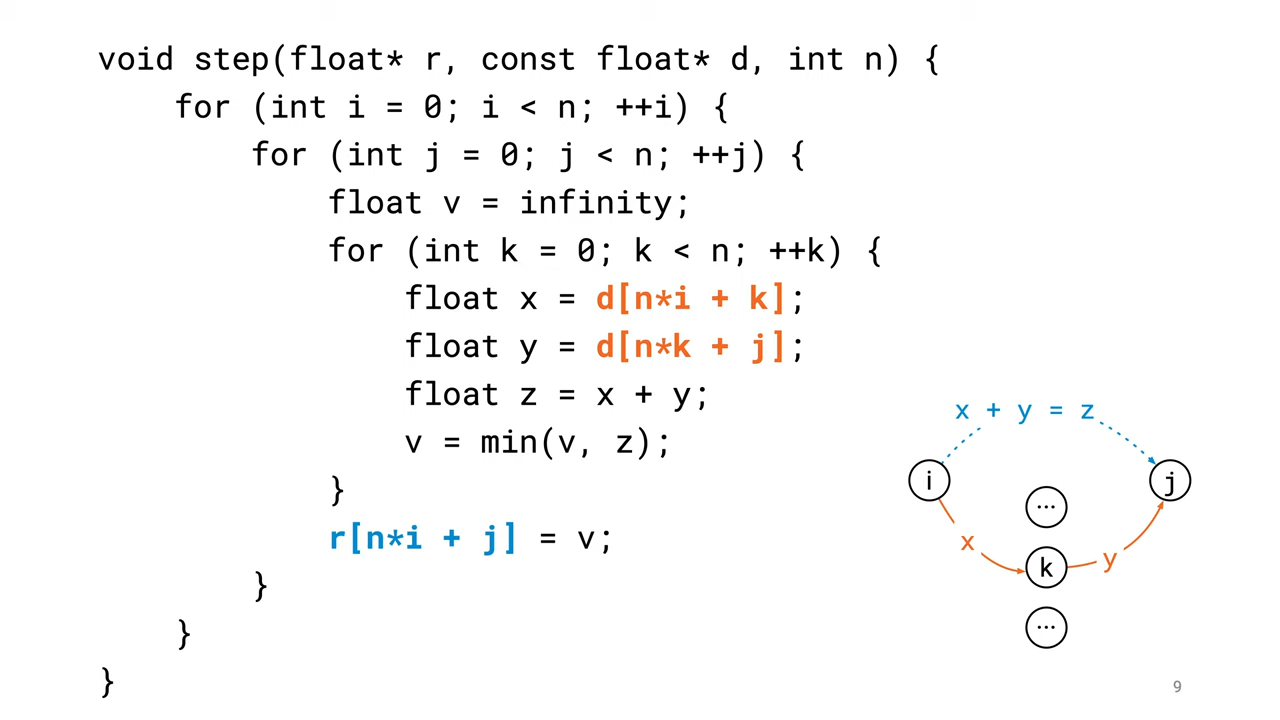 void step(float* r, const float* d, int n) {
for (int i = 0; i < n; ++i) {
for (int j = 0; j < n; ++j) {
float v = infinity;
for (int k = 0; k < n; ++k) {
float x = d[n*i + k];
float y = d[n*k + j];
float z = x + y;
v = min(v, z);
}
r[n*i + j] = v;
}
}
}
x + y = z
i
j
...
x
k
y
...
9